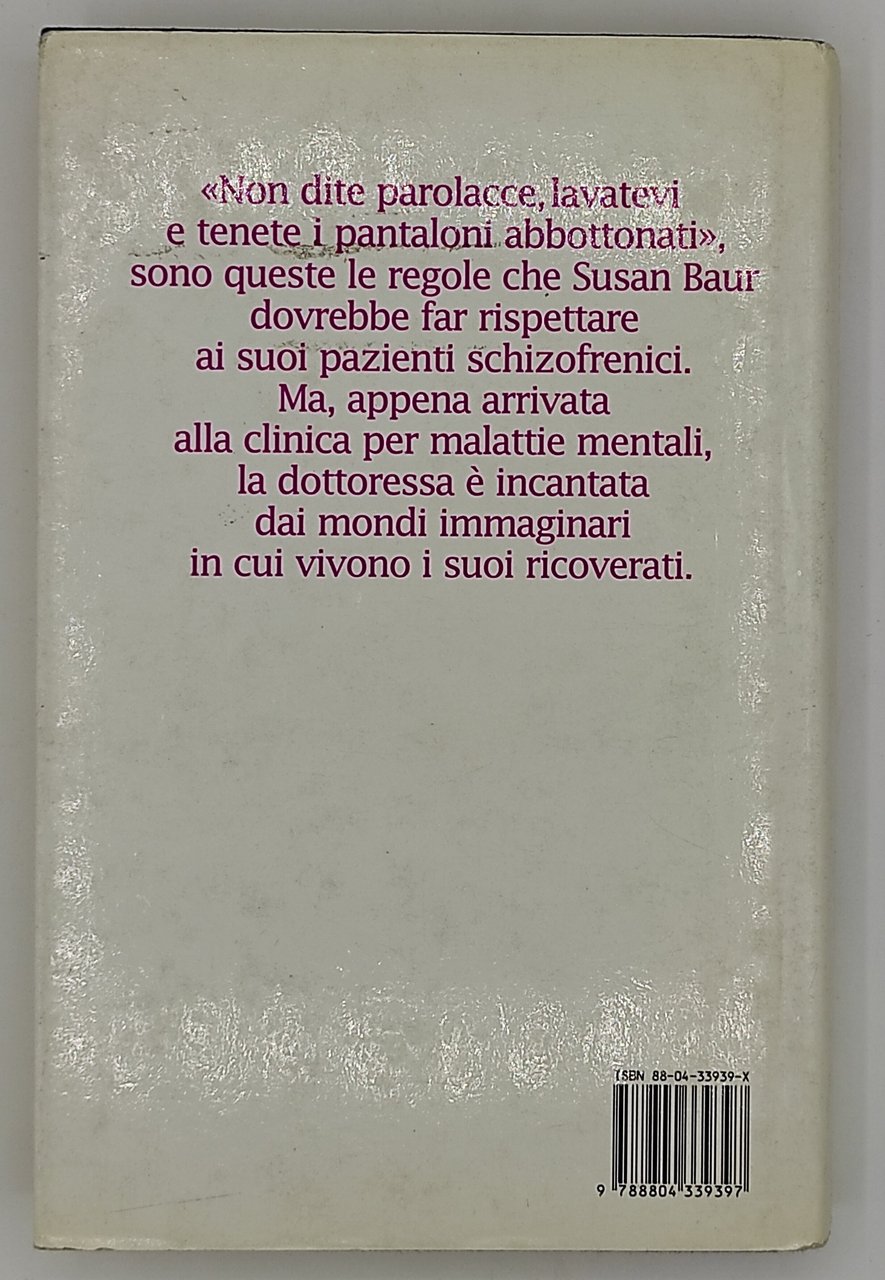 «Non dite parolacce, lavatevi
e tenete i pantaloni abbottonati»,
sono queste le regole che Susan Baur
dovrebbe far rispettare
ai suoi pazienti schizofrenici.
Ma, appena arrivata
alla clinica per malattie mentali,
la dottoressa è incantata
dai mondi immaginari
in cui vivono i suoi ricoverati.
ISBN 88-04-33939-X
9 788804 339397